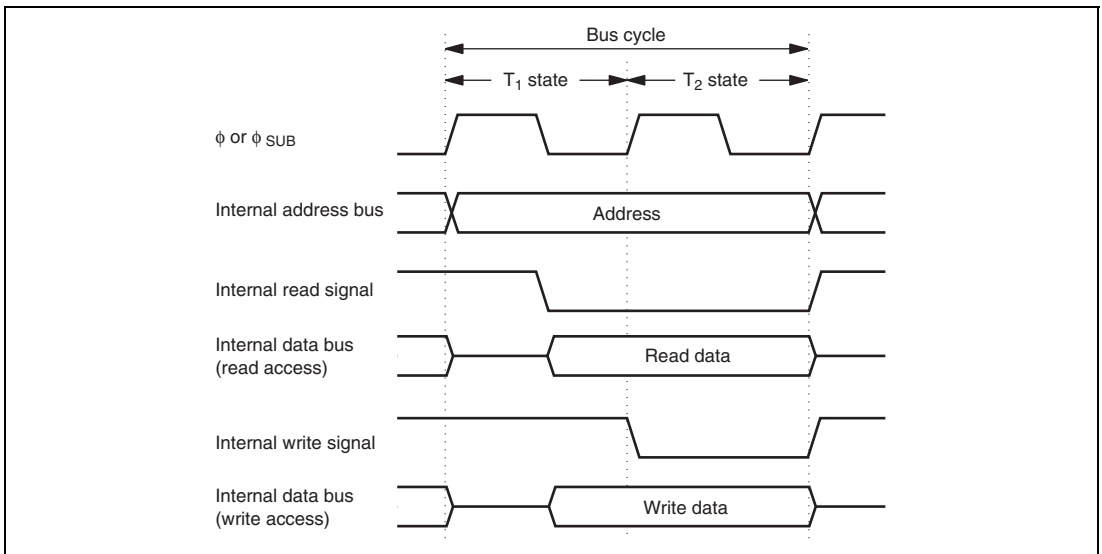 Bus cycle
T₁ state
T₂ state
ϕ or ϕ SUB
Internal address bus
Address
Internal read signal
Internal data bus
(read access)
Read data
Internal write signal
Internal data bus
(write access)
Write data